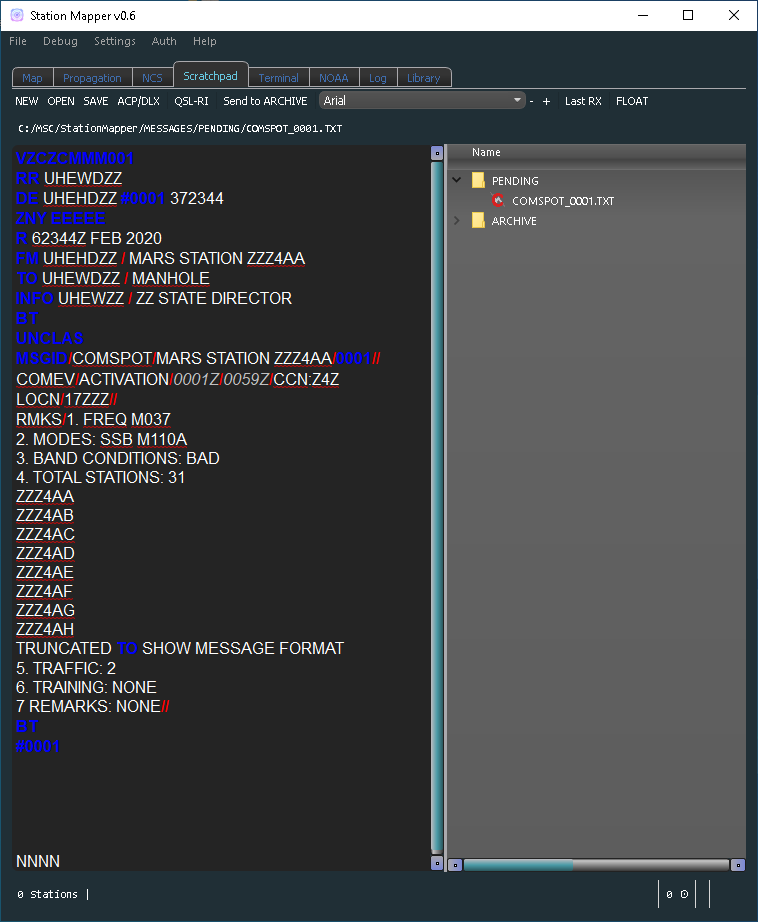 Station Mapper v0.6
File Debug Settings Auth Help
Map Propagation NCS Scratchpad Terminal NOAA Log Library
NEW OPEN SAVE ACP/DLX QSL-RI Send to ARCHIVE Arial - + Last RX FLOAT
C:/MSC/StationMapper/MESSAGES/PENDING/COMSPOT_0001.TXT
VZCZCMMM001
RR UHEWDZZ
DE UHEHDZZ #0001 372344
ZNY EEEEE
R 62344Z FEB 2020
FM UHEHDZZ / MARS STATION ZZZ4AA
TO UHEWDZZ / MANHOLE
INFO UHEWZZ / ZZ STATE DIRECTOR
BT
UNCLAS
MSGID/COMSPOT/MARS STATION ZZZ4AA/0001//
COMEV/ACTIVATION/0001Z/0059Z/CCN:Z4Z
LOCN/17ZZZ//
RMKS/1. FREQ M037
2. MODES: SSB M110A
3. BAND CONDITIONS: BAD
4. TOTAL STATIONS: 31
ZZZ4AA
ZZZ4AB
ZZZ4AC
ZZZ4AD
ZZZ4AE
ZZZ4AF
ZZZ4AG
ZZZ4AH
TRUNCATED TO SHOW MESSAGE FORMAT
5. TRAFFIC: 2
6. TRAINING: NONE
7 REMARKS: NONE//
BT
#0001
NNNN
Name
PENDING
COMSPOT_0001.TXT
ARCHIVE
0 Stations |
0